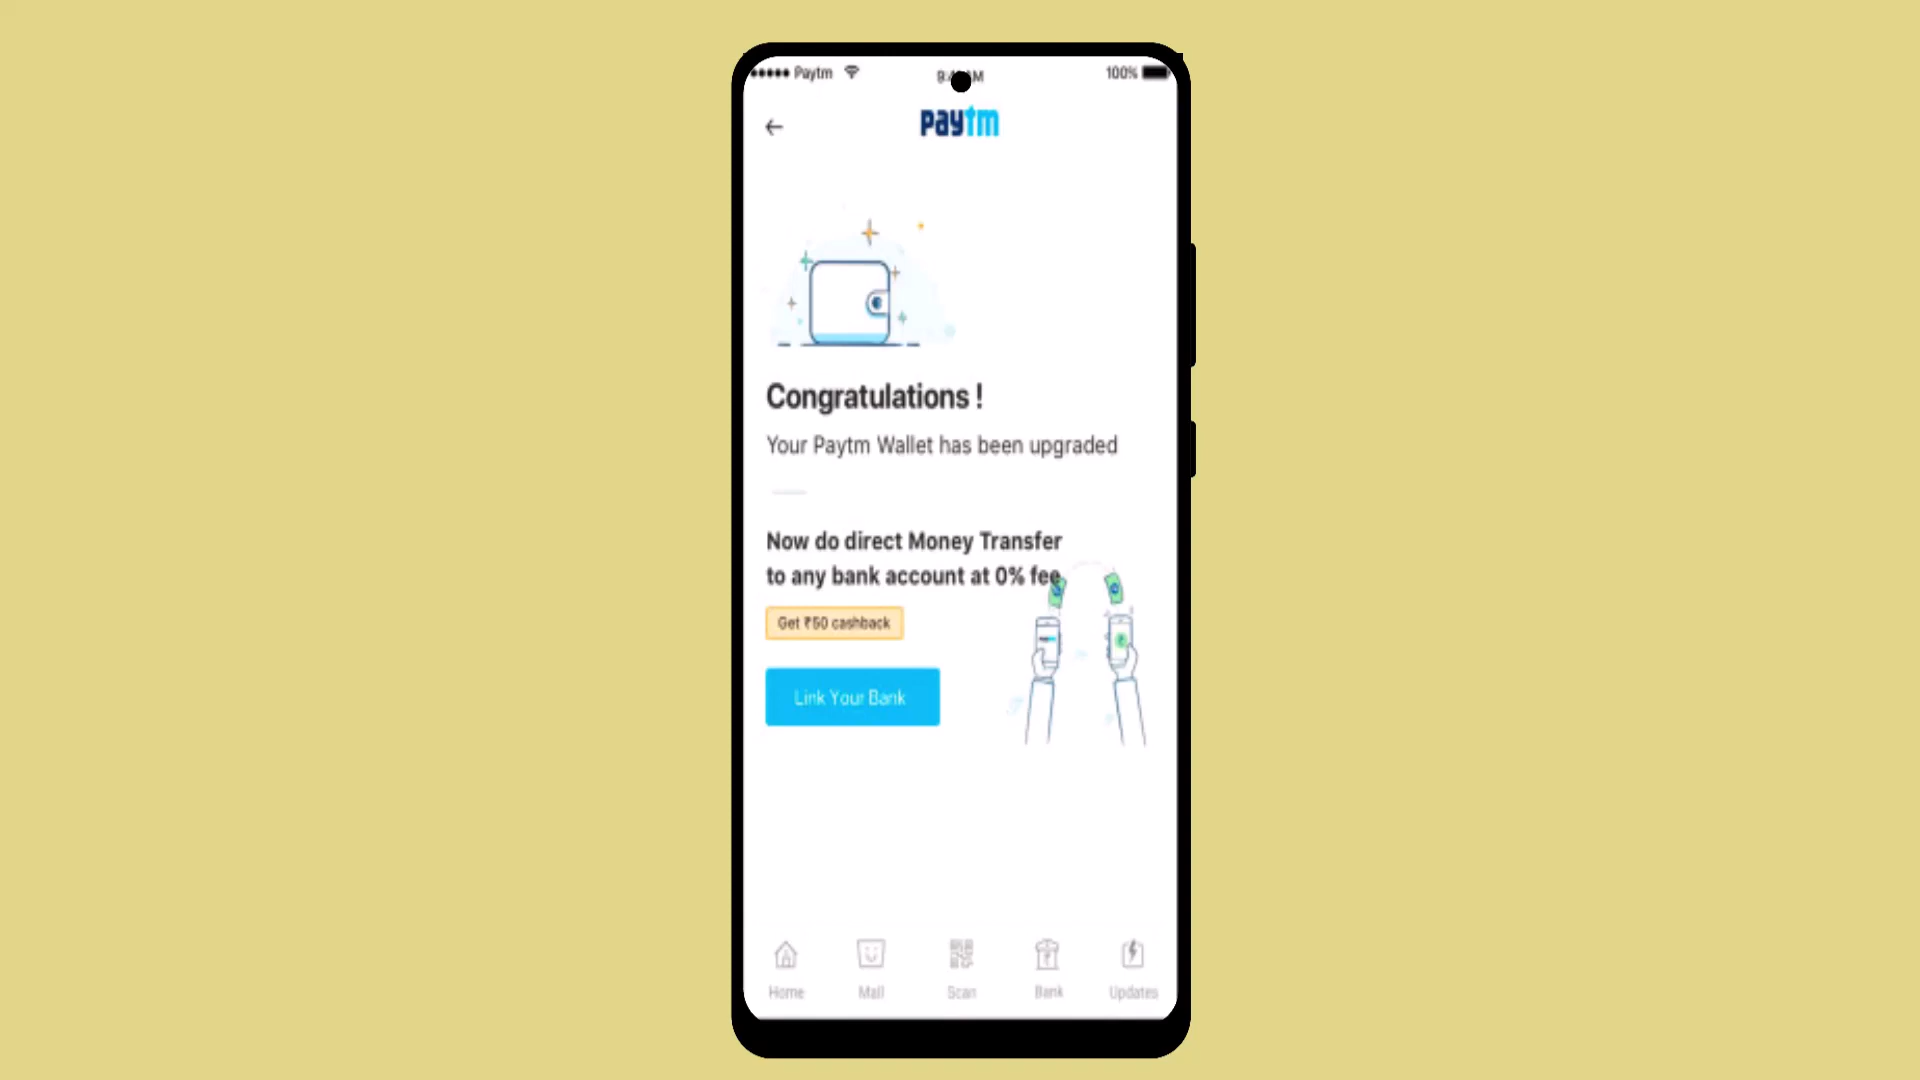 Paytm
100%
paytm
Congratulations !
Your Paytm Wallet has been upgraded
Now do direct Money Transfer
to any bank account at 0% fee
Get ₹50 cashback
Link Your Bank
Home
Mall
Scan
Bank
Updates